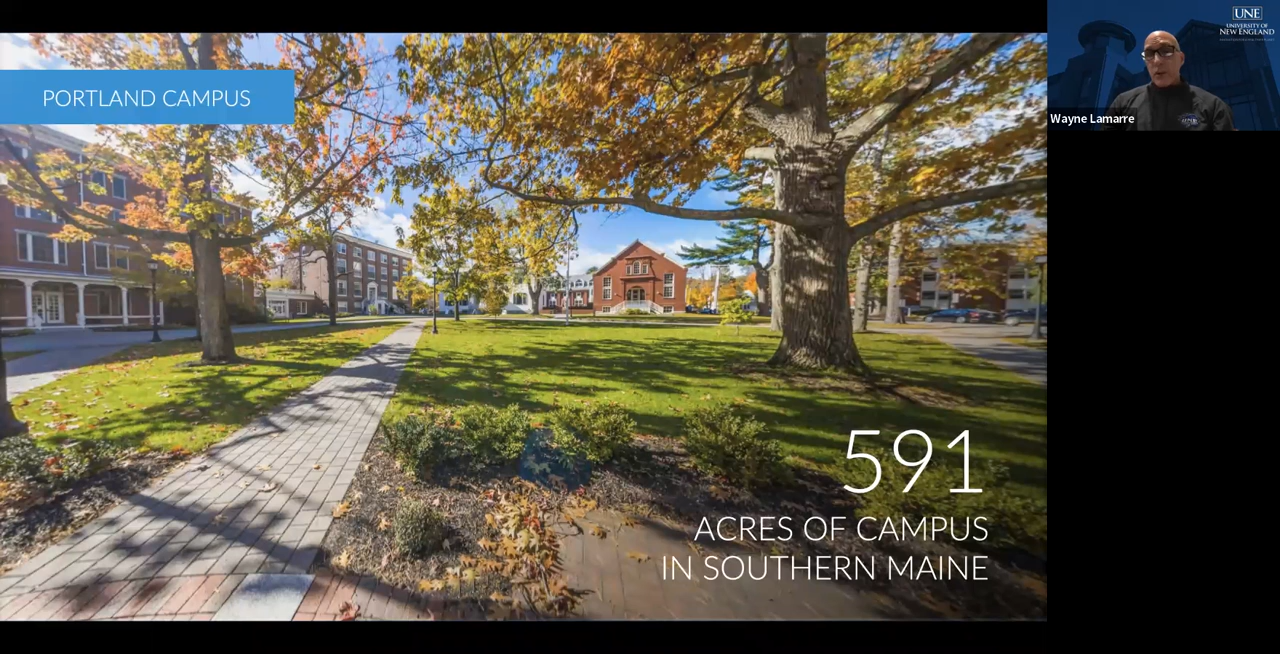 PORTLAND CAMPUS
591
ACRES OF CAMPUS
IN SOUTHERN MAINE
UNE
UNIVERSITY OF
NEW ENGLAND
Wayne Lamarre